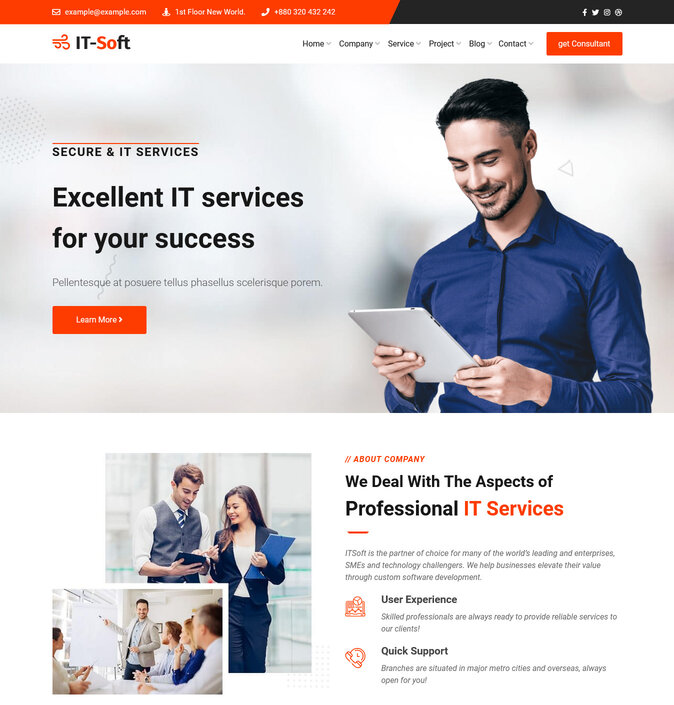 example@example.com 1st Floor New World. +880 320 432 242
IT-Soft Home Company Service Project Blog Contact get Consultant
SECURE & IT SERVICES
Excellent IT services
for your success
Pellentesque at posuere tellus phasellus scelerisque porem.
Learn More
// ABOUT COMPANY
We Deal With The Aspects of
Professional IT Services
ITSoft is the partner of choice for many of the world's leading and enterprises,
SMEs and technology challengers. We help businesses elevate their value
through custom software development.
User Experience
Skilled professionals are always ready to provide reliable services to
our clients!
Quick Support
Branches are situated in major metro cities and overseas, always
open for you!